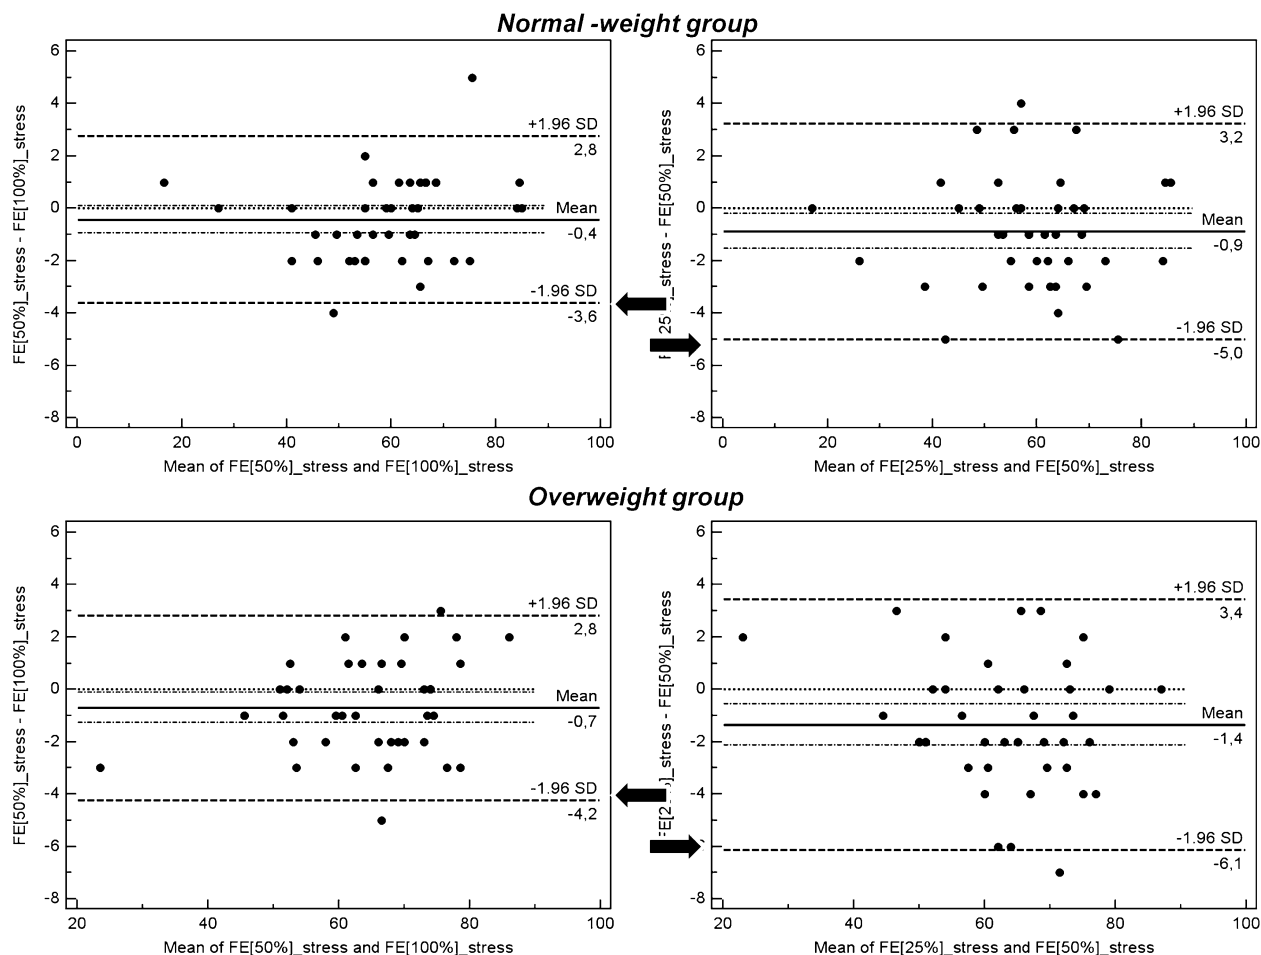 Normal -weight group
6
4
2
0
-2
-4
-6
-8
FE[50%]_stress - FE[100%]_stress
+1.96 SD
2,8
Mean
-0,4
-1.96 SD
-3,6
0 20 40 60 80 100
Mean of FE[50%]_stress and FE[100%]_stress
6
4
2
0
-2
-4
-6
-8
%]_stress - FE[50%]_stress
+1.96 SD
3,2
Mean
-0,9
-1.96 SD
-5,0
0 20 40 60 80 100
Mean of FE[25%]_stress and FE[50%]_stress
Overweight group
6
4
2
0
-2
-4
-6
-8
FE[50%]_stress - FE[100%]_stress
+1.96 SD
2,8
Mean
-0,7
-1.96 SD
-4,2
20 40 60 80 100
Mean of FE[50%]_stress and FE[100%]_stress
6
4
2
0
-2
-4
-8
]_stress - FE[50%]_stress
+1.96 SD
3,4
Mean
-1,4
-1.96 SD
-6,1
20 40 60 80 100
Mean of FE[25%]_stress and FE[50%]_stress